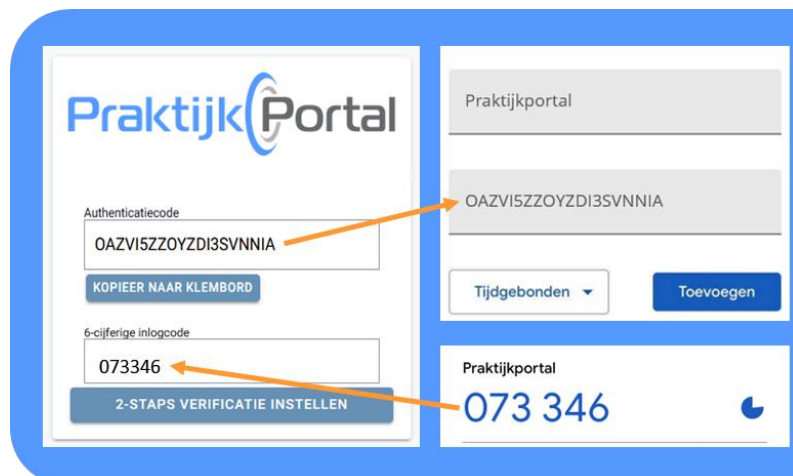 PraktijkPortal
Authenticatiecode
OAZVI5ZZOYZDI3SVNNIA
KOPIEER NAAR KLEMBORD
6-cijferige inlogcode
073346
2-STAPS VERIFICATIE INSTELLEN
Praktijkportal
OAZVI5ZZOYZDI3SVNNIA
Tijdgebonden
Toevoegen
Praktijkportal
073 346